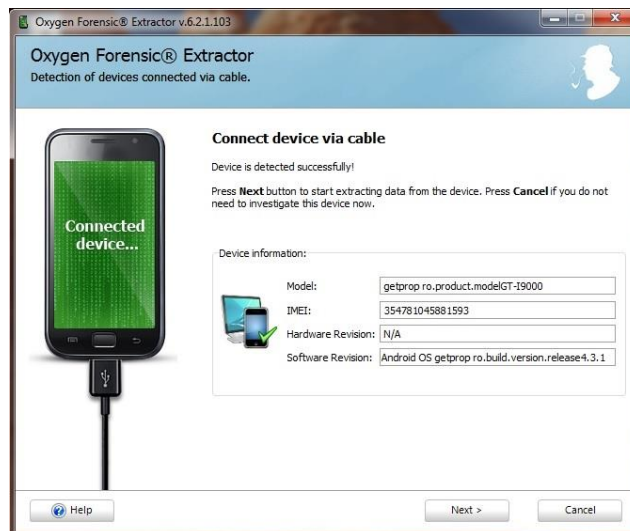 Oxygen Forensic® Extractor v.6.2.1.103
Oxygen Forensic® Extractor
Detection of devices connected via cable.
Connect device via cable
Device is detected successfully!
Press Next button to start extracting data from the device. Press Cancel if you do not
need to investigate this device now.
Connected
device...
Device information:
Model: getprop ro.product.modelGT-I9000
IMEI: 354781045881593
Hardware Revision: N/A
Software Revision: Android OS getprop ro.build.version.release4.3.1
Help
Next >
Cancel